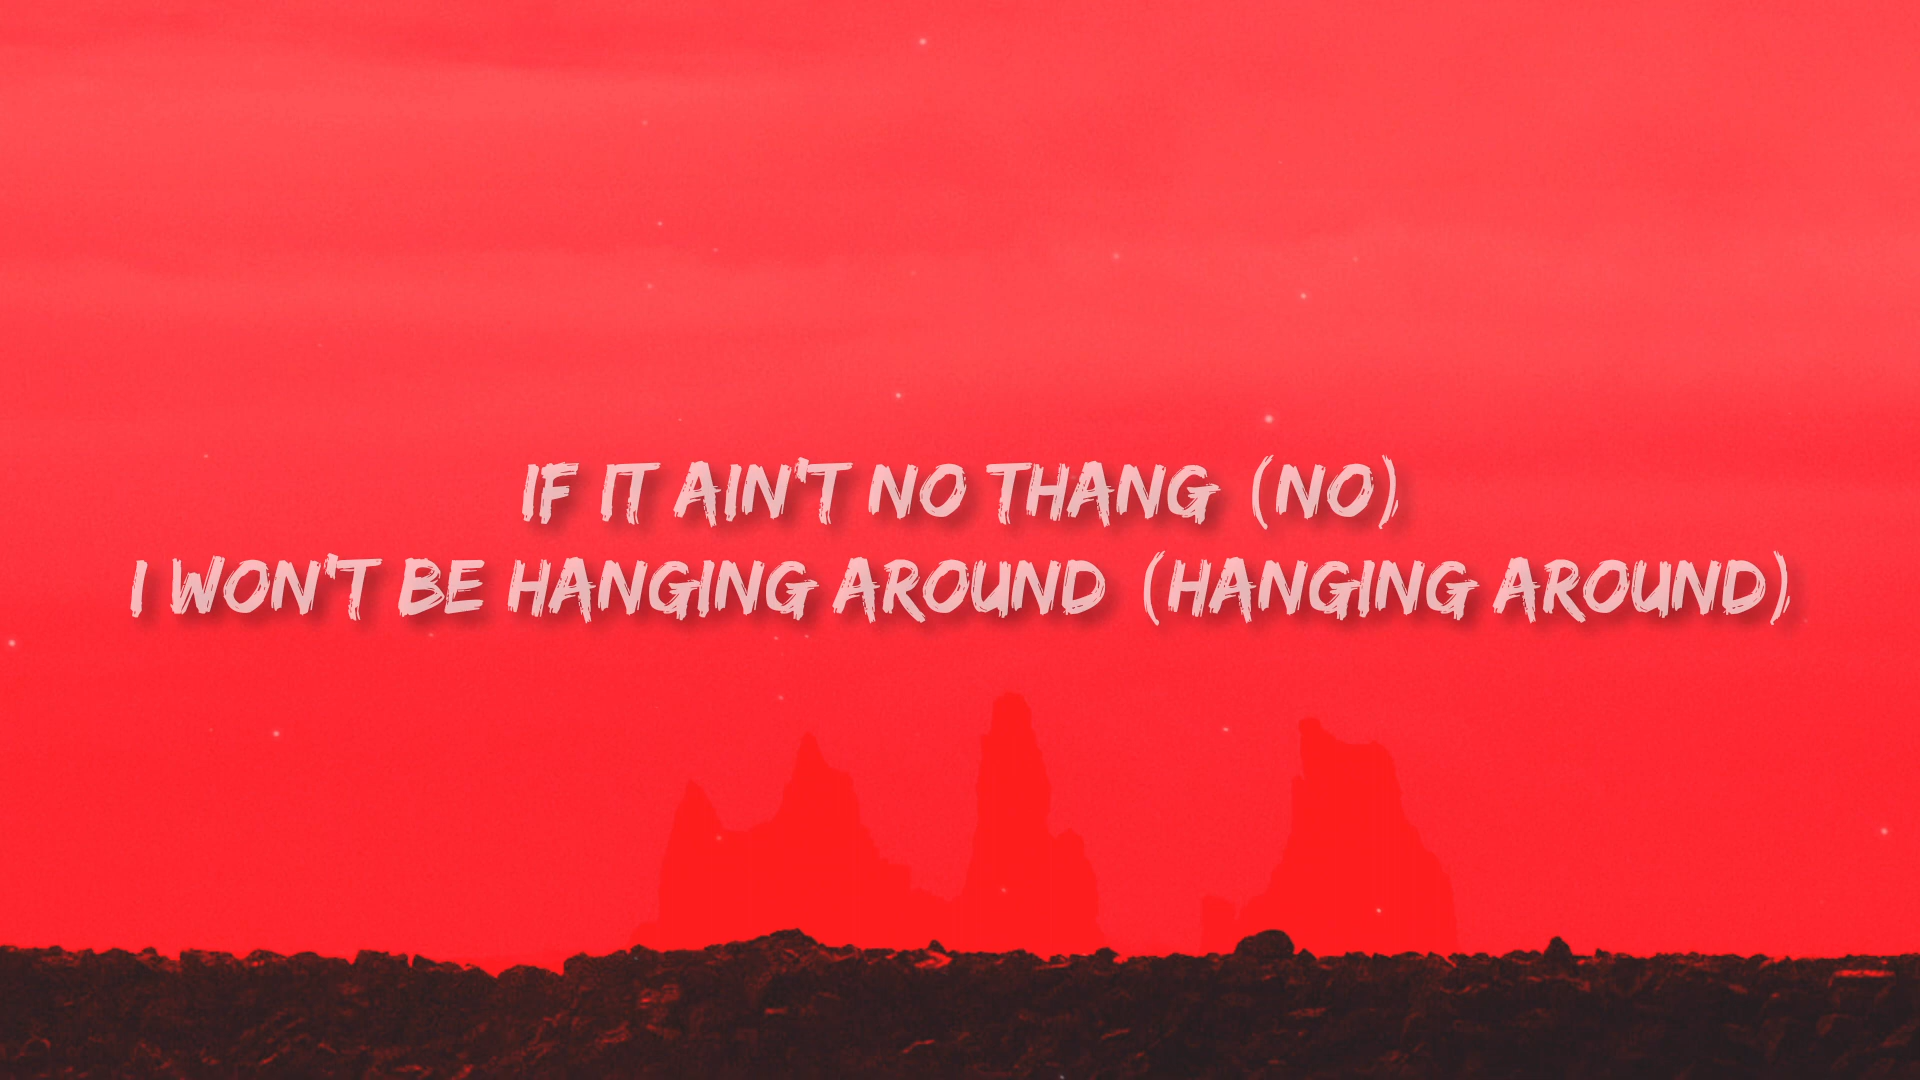 IF IT AIN'T NO THANG (NO)
I WON'T BE HANGING AROUND (HANGING AROUND)